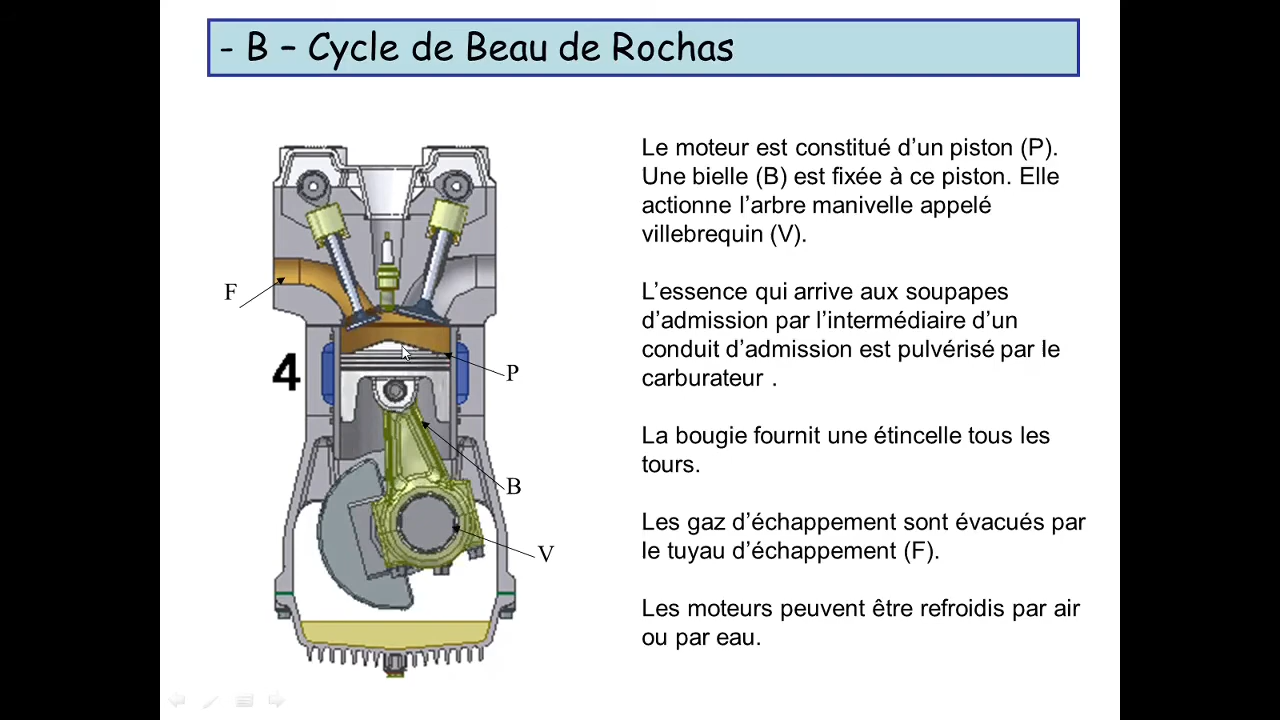 - B – Cycle de Beau de Rochas
Le moteur est constitué d’un piston (P).
Une bielle (B) est fixée à ce piston. Elle
actionne l’arbre manivelle appelé
villebrequin (V).
L’essence qui arrive aux soupapes
d’admission par l’intermédiaire d’un
conduit d’admission est pulvérisé par le
carburateur .
La bougie fournit une étincelle tous les
tours.
Les gaz d’échappement sont évacués par
le tuyau d’échappement (F).
Les moteurs peuvent être refroidis par air
ou par eau.
F
4
P
B
V